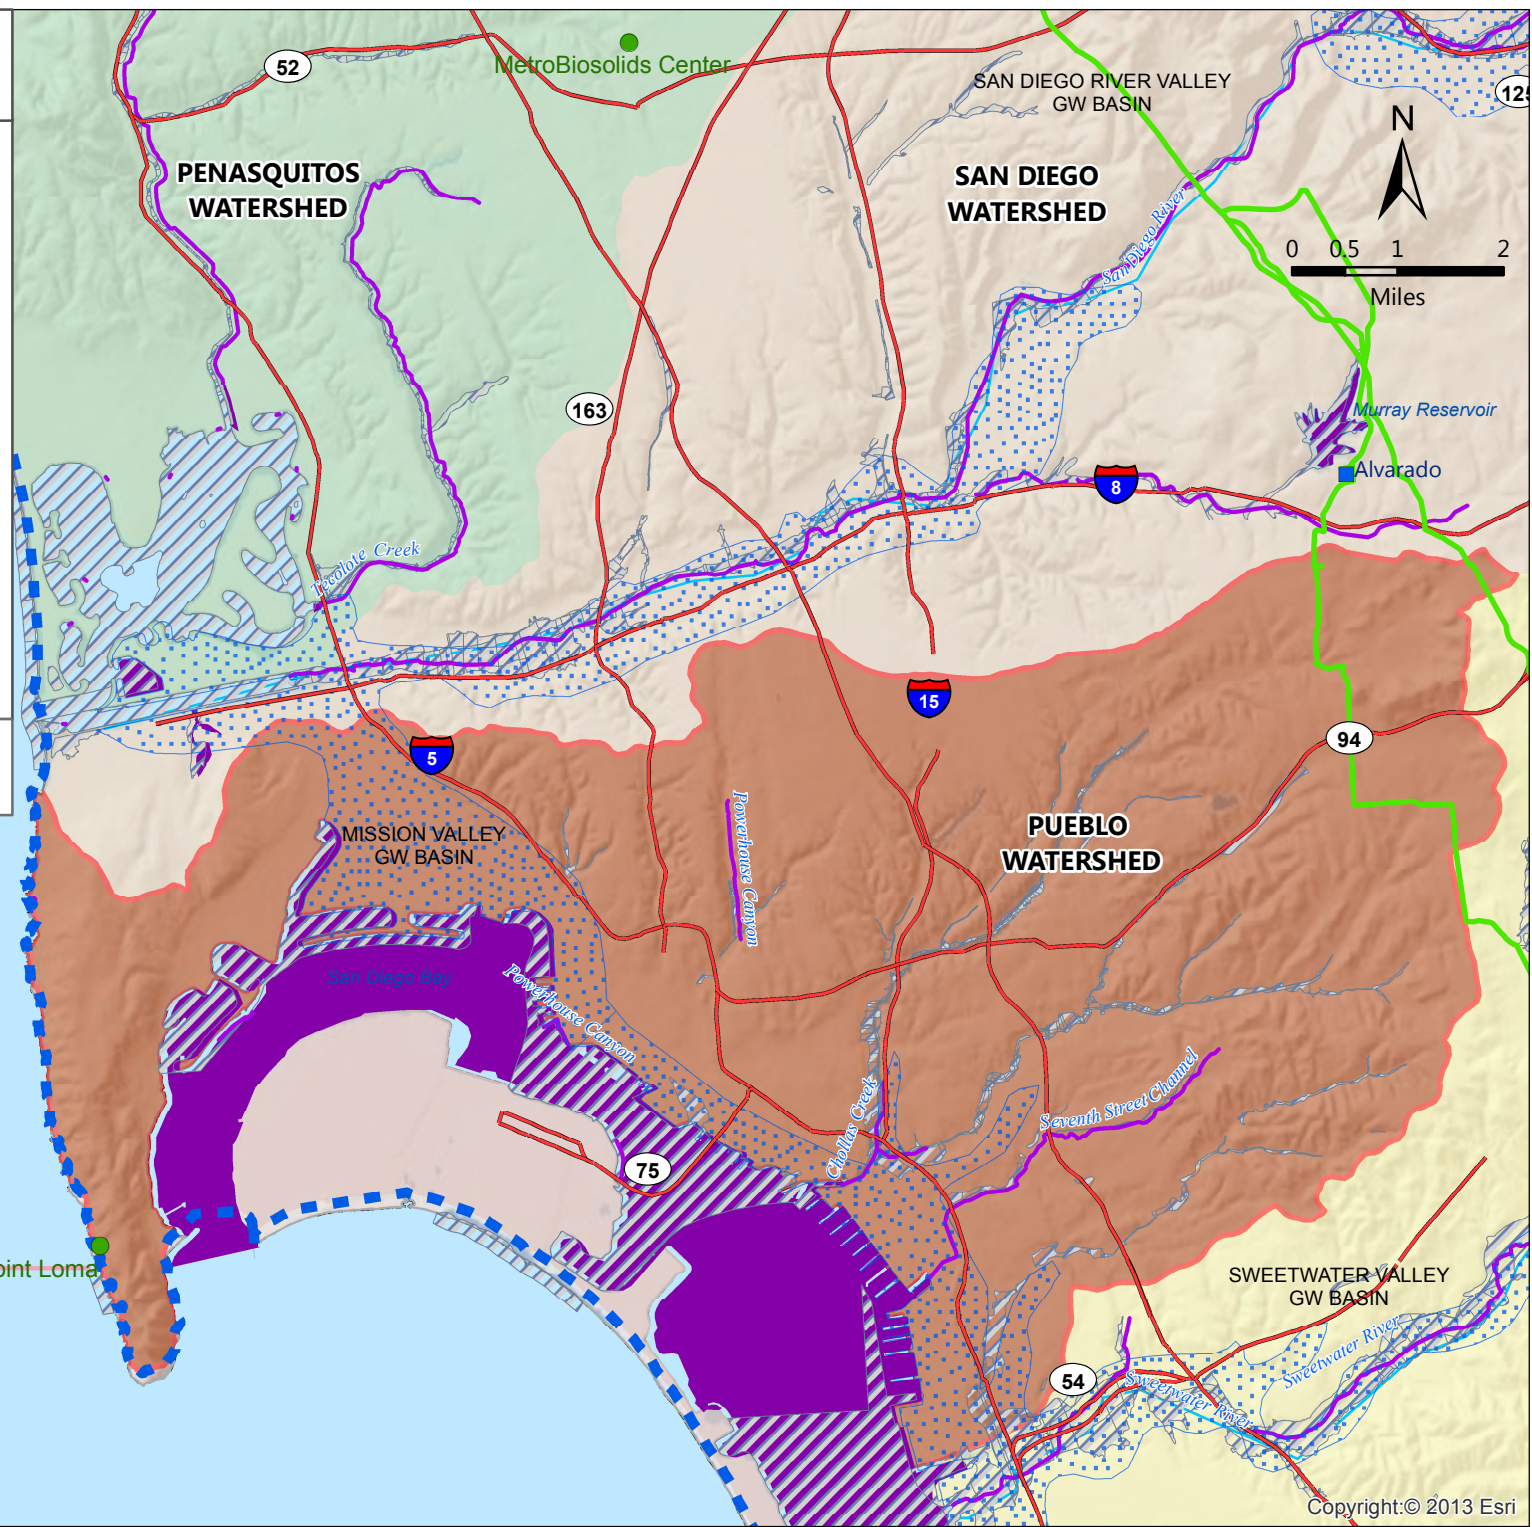 52
MetroBiosolids Center
SAN DIEGO RIVER VALLEY
GW BASIN
125
N
PENASQUITOS
WATERSHED
SAN DIEGO
WATERSHED
San Diego River
0 0.5 1 2
Miles
163
Murray Reservoir
Alvarado
8
Tecolote Creek
15
5
94
MISSION VALLEY
GW BASIN
Powerhouse Canyon
PUEBLO
WATERSHED
San Diego Bay
Powerhouse Canyon
Chollas Creek
Seventh Street Channel
75
oint Loma
SWEETWATER VALLEY
GW BASIN
Sweetwater River
54
Sweetwater River
Copyright:© 2013 Esri